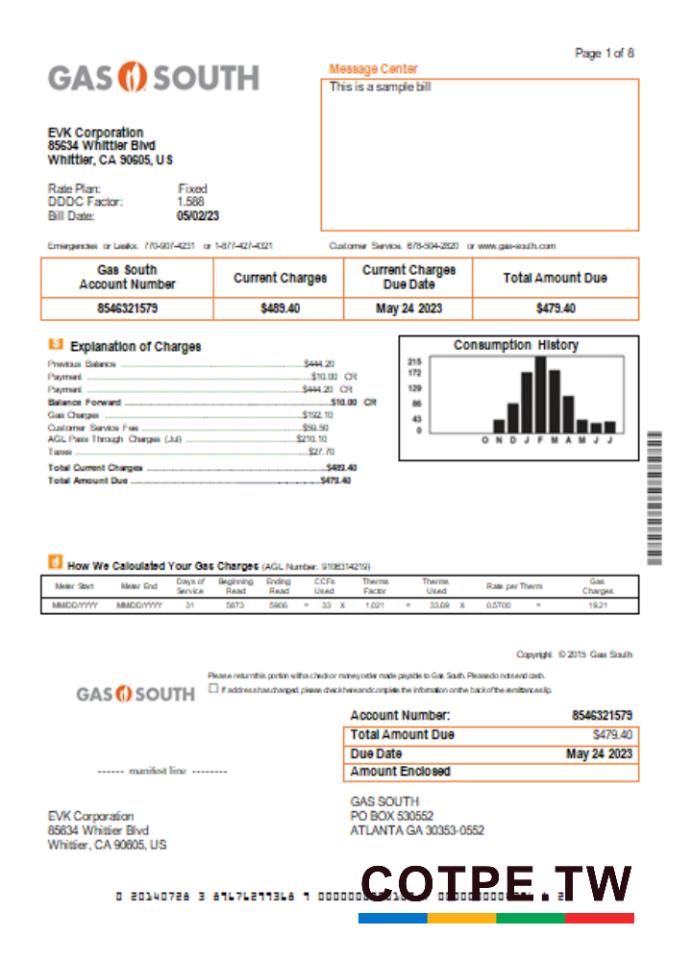 Page 1 of 8
GAS SOUTH
Message Center
This is a sample bill
EVK Corporation
85634 Whittier Blvd
Whittier, CA 90605, US
Rate Plan: Fixed
DDDC Factor: 1.588
Bill Date: 05/02/23
Emergencies or Leaks: 770-907-4231 or 1-877-427-4321
Customer Service: 678-504-2820 or www.gas-south.com
Gas South Account Number Current Charges Current Charges Due Date Total Amount Due
8546321579 $489.40 May 24 2023 $479.40
Explanation of Charges
Previous Balance $444.20
Payment $10.00 CR
Payment $444.20 CR
Balance Forward $10.00 CR
Gas Charges $192.10
Customer Service Fee $59.50
AGL Pass Through Charges (Jul) $210.10
Taxes $27.70
Total Current Charges $489.40
Total Amount Due $479.40
Consumption History
215
172
129
86
43
0
O N D J F M A M J J
How We Calculated Your Gas Charges (AGL Number: 9106314219)
Meter Start Meter End Days of Service Beginning Read Ending Read CCFs Used Therms Factor Therms Used Rate per Therm Gas Charges
MM/DD/YYYY MM/DD/YYYY 31 5873 5906 = 33 X 1.021 = 33.69 X 0.5700 = 19.21
Copyright © 2015 Gas South
Please return this portion with a check or money order made payable to Gas South. Please do not send cash.
GAS SOUTH
If address has changed, please check here and complete the information on the back of the remittance slip.
Account Number: 8546321579
Total Amount Due $479.40
Due Date May 24 2023
Amount Enclosed
------ manifest line --------
GAS SOUTH
PO BOX 530552
ATLANTA GA 30353-0552
EVK Corporation
85634 Whittier Blvd
Whittier, CA 90605, US
COTPE.TW
0 20140728 3 89676299368 9